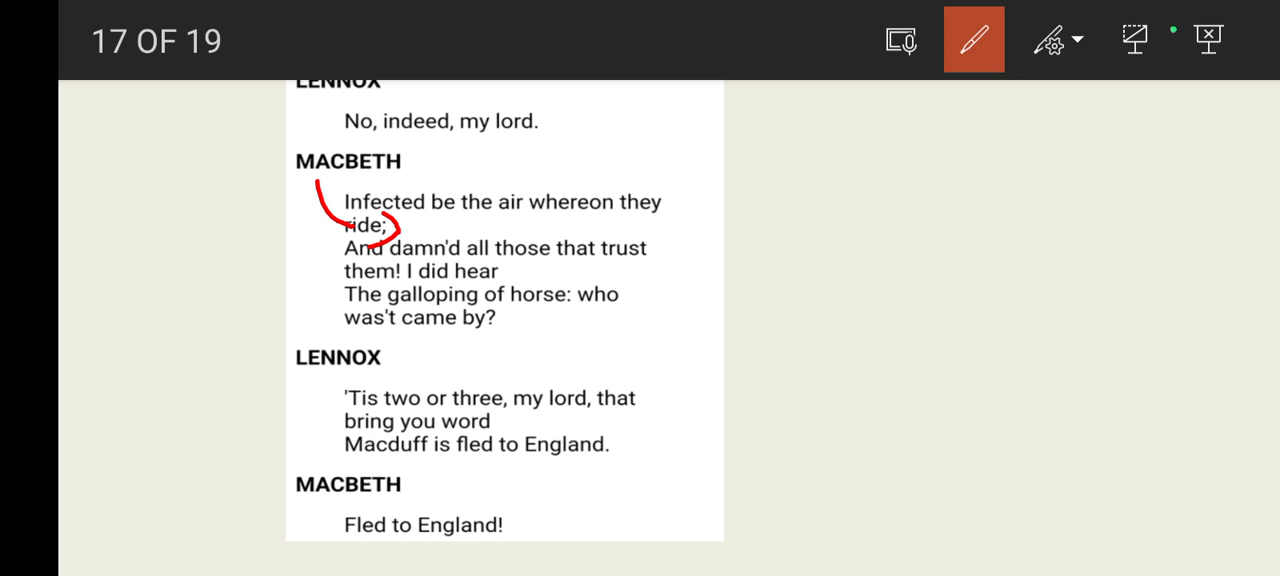 17 OF 19
LENNOX
No, indeed, my lord.
MACBETH
Infected be the air whereon they
ride;
And damn'd all those that trust
them! I did hear
The galloping of horse: who
was't came by?
LENNOX
'Tis two or three, my lord, that
bring you word
Macduff is fled to England.
MACBETH
Fled to England!